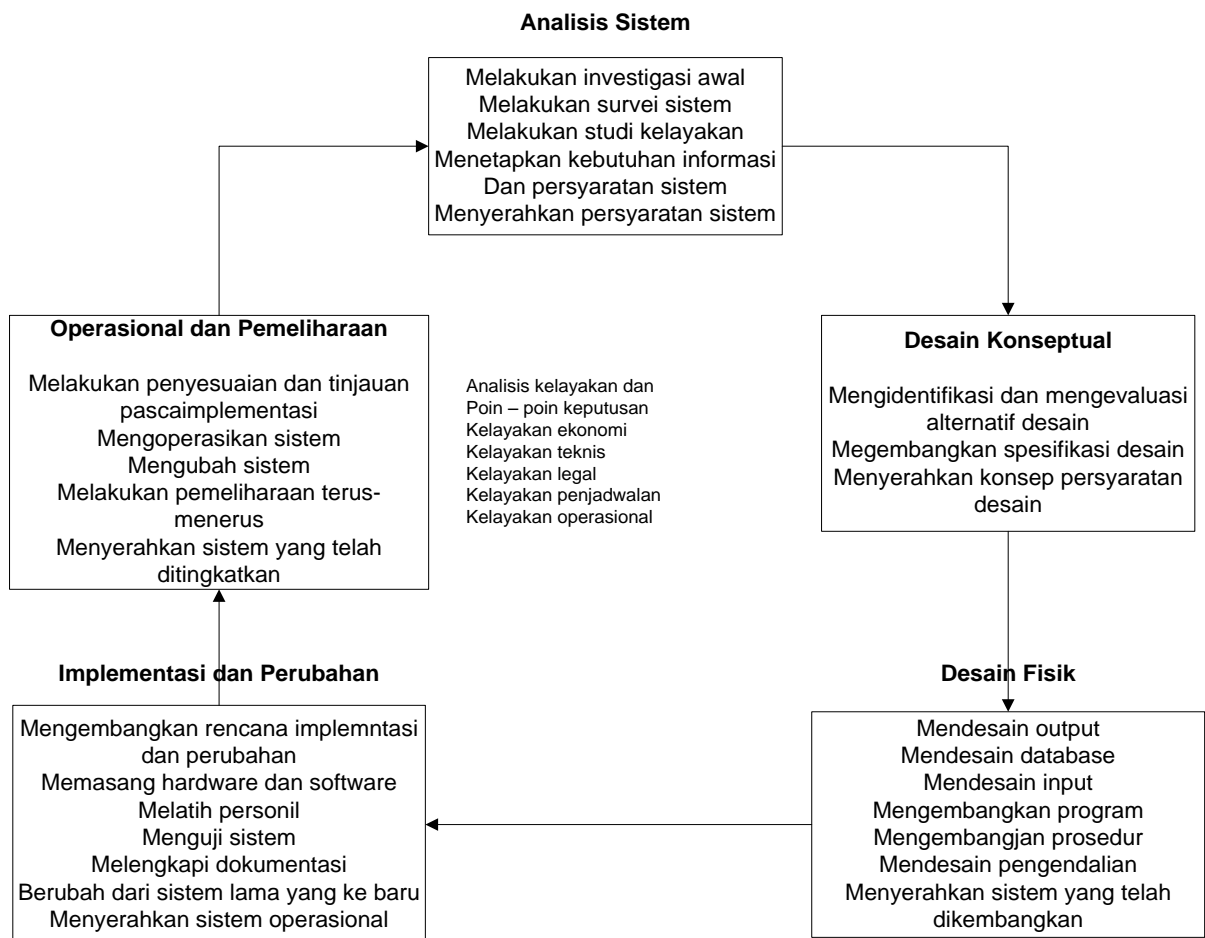 Analisis Sistem
Melakukan investigasi awal
Melakukan survei sistem
Melakukan studi kelayakan
Menetapkan kebutuhan informasi
Dan persyaratan sistem
Menyerahkan persyaratan sistem
Operasional dan Pemeliharaan
Melakukan penyesuaian dan tinjauan
pascaimplementasi
Mengoperasikan sistem
Mengubah sistem
Melakukan pemeliharaan terus-
menerus
Menyerahkan sistem yang telah
ditingkatkan
Analisis kelayakan dan
Poin – poin keputusan
Kelayakan ekonomi
Kelayakan teknis
Kelayakan legal
Kelayakan penjadwalan
Kelayakan operasional
Desain Konseptual
Mengidentifikasi dan mengevaluasi
alternatif desain
Megembangkan spesifikasi desain
Menyerahkan konsep persyaratan
desain
Implementasi dan Perubahan
Mengembangkan rencana implemntasi
dan perubahan
Memasang hardware dan software
Melatih personil
Menguji sistem
Melengkapi dokumentasi
Berubah dari sistem lama yang ke baru
Menyerahkan sistem operasional
Desain Fisik
Mendesain output
Mendesain database
Mendesain input
Mengembangkan program
Mengembangjan prosedur
Mendesain pengendalian
Menyerahkan sistem yang telah
dikembangkan